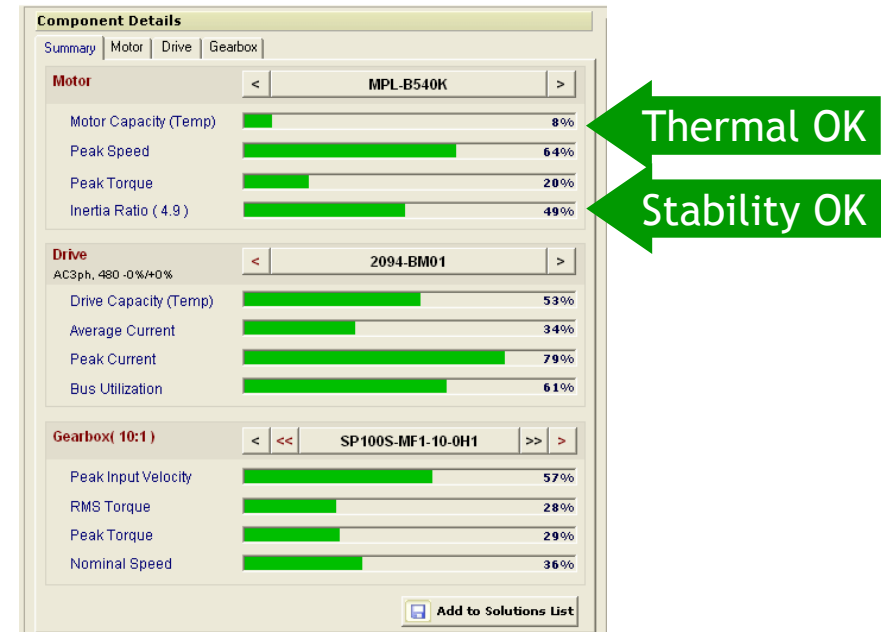 Component Details
Summary Motor Drive Gearbox
Motor < MPL-B540K >
Motor Capacity (Temp) 8%
Thermal OK
Peak Speed 64%
Peak Torque 20%
Inertia Ratio ( 4.9 ) 49%
Stability OK
Drive < 2094-BM01 >
AC3ph, 480 -0%/+0%
Drive Capacity (Temp) 53%
Average Current 34%
Peak Current 79%
Bus Utilization 61%
Gearbox( 10:1 ) < << SP100S-MF1-10-0H1 >> >
Peak Input Velocity 57%
RMS Torque 28%
Peak Torque 29%
Nominal Speed 36%
Add to Solutions List